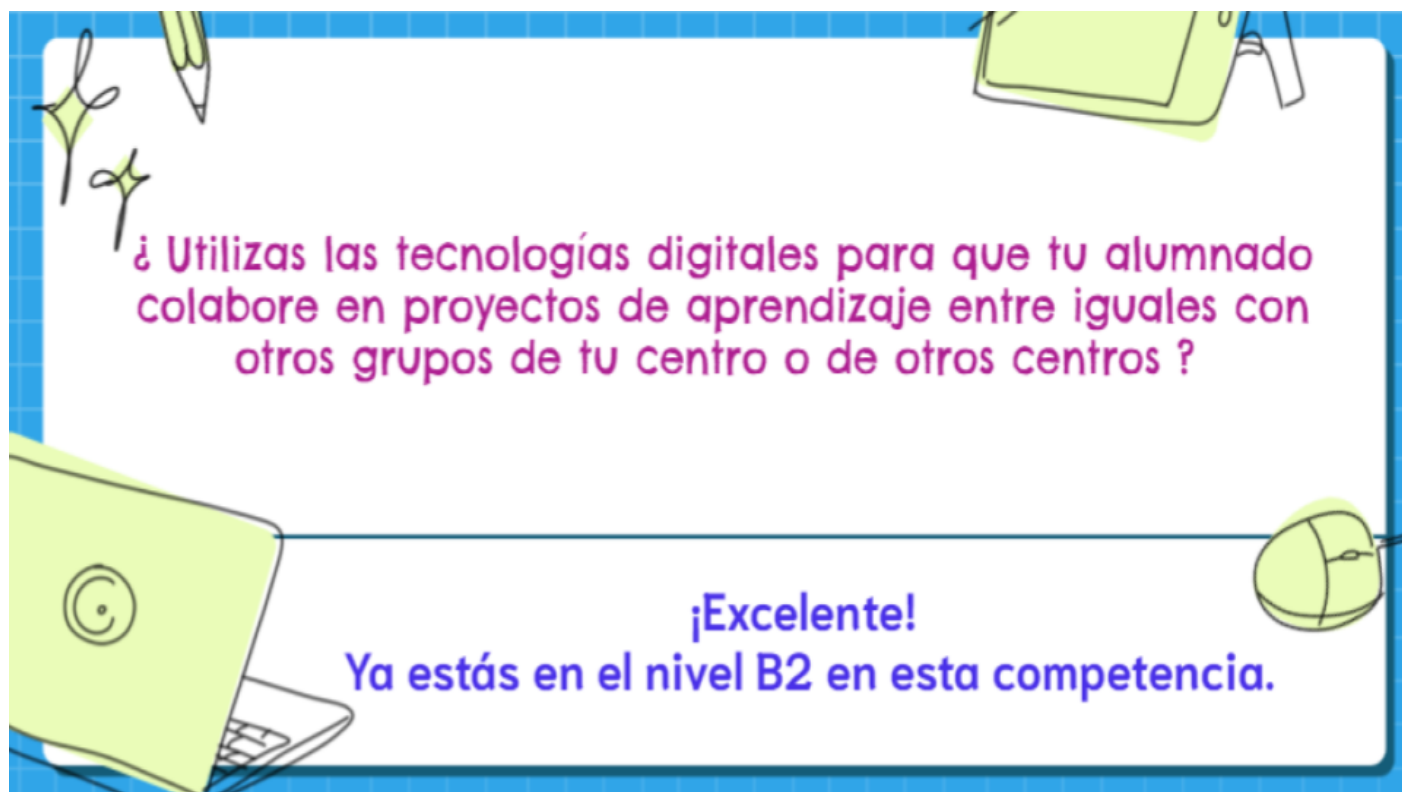 ¿ Utilizas las tecnologías digitales para que tu alumnado
colabore en proyectos de aprendizaje entre iguales con
otros grupos de tu centro o de otros centros ?
¡Excelente!
Ya estás en el nivel B2 en esta competencia.